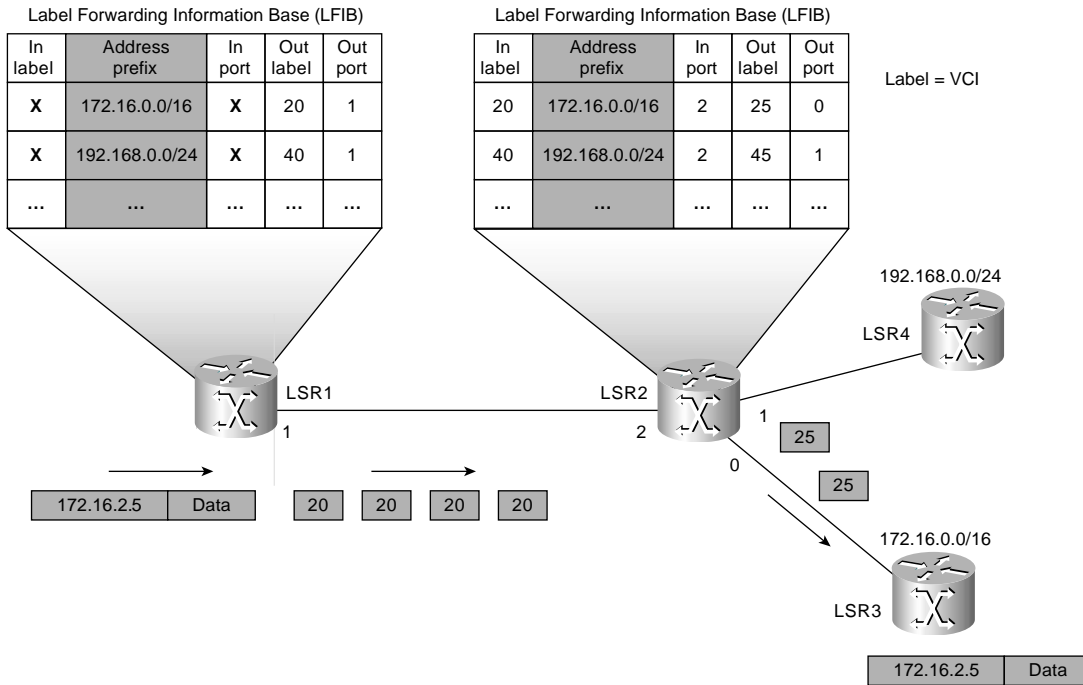 Label Forwarding Information Base (LFIB)
In label Address prefix In port Out label Out port
X 172.16.0.0/16 X 20 1
X 192.168.0.0/24 X 40 1
... ... ... ... ...
Label Forwarding Information Base (LFIB)
In label Address prefix In port Out label Out port
20 172.16.0.0/16 2 25 0
40 192.168.0.0/24 2 45 1
... ... ... ... ...
Label = VCI
192.168.0.0/24
LSR4
LSR1
LSR2
1
2
1
0
25
25
172.16.2.5 Data
20 20 20 20
172.16.0.0/16
LSR3
172.16.2.5 Data